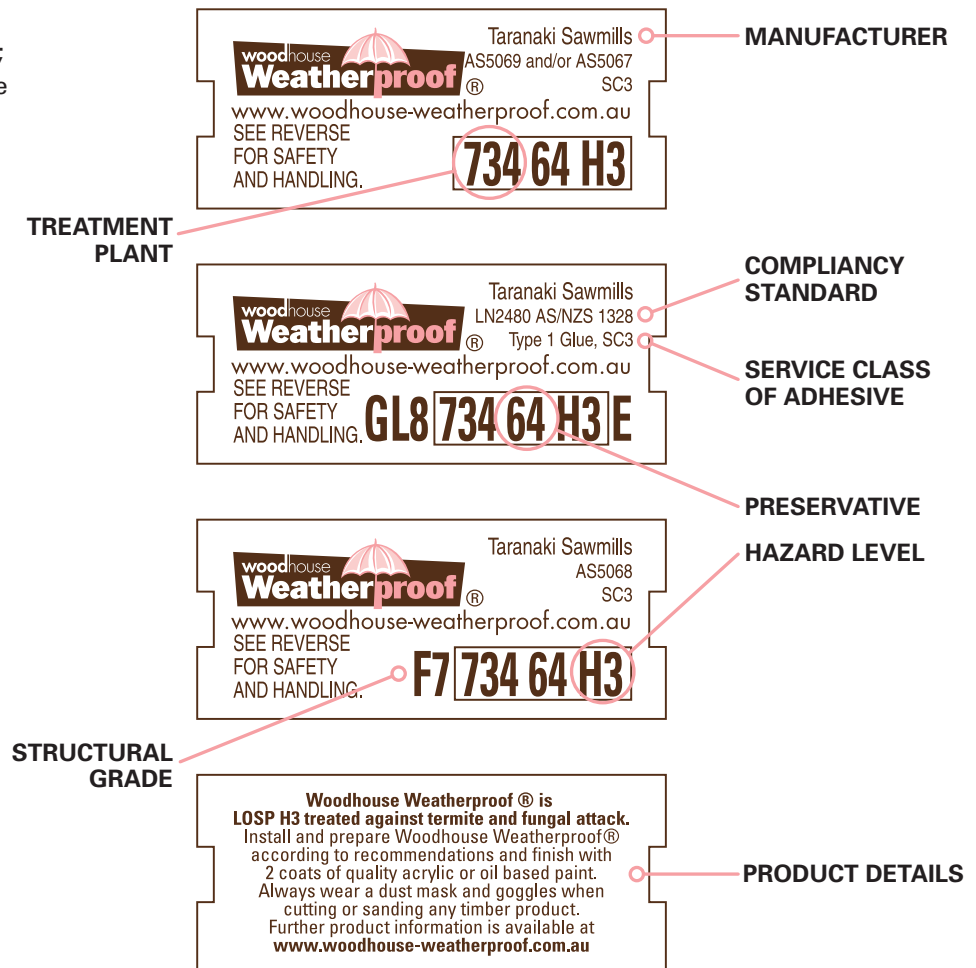 ;
e
woodhouse
Weatherproof ®
Taranaki Sawmills
AS5069 and/or AS5067
SC3
www.woodhouse-weatherproof.com.au
SEE REVERSE
FOR SAFETY
AND HANDLING.
734 64 H3
MANUFACTURER
TREATMENT
PLANT
woodhouse
Weatherproof ®
Taranaki Sawmills
LN2480 AS/NZS 1328
Type 1 Glue, SC3
www.woodhouse-weatherproof.com.au
SEE REVERSE
FOR SAFETY
AND HANDLING.
GL8 734 64 H3 E
COMPLIANCY
STANDARD
SERVICE CLASS
OF ADHESIVE
PRESERVATIVE
woodhouse
Weatherproof ®
Taranaki Sawmills
AS5068
SC3
www.woodhouse-weatherproof.com.au
SEE REVERSE
FOR SAFETY
AND HANDLING.
F7 734 64 H3
HAZARD LEVEL
STRUCTURAL
GRADE
Woodhouse Weatherproof ® is
LOSP H3 treated against termite and fungal attack.
Install and prepare Woodhouse Weatherproof®
according to recommendations and finish with
2 coats of quality acrylic or oil based paint.
Always wear a dust mask and goggles when
cutting or sanding any timber product.
Further product information is available at
www.woodhouse-weatherproof.com.au
PRODUCT DETAILS